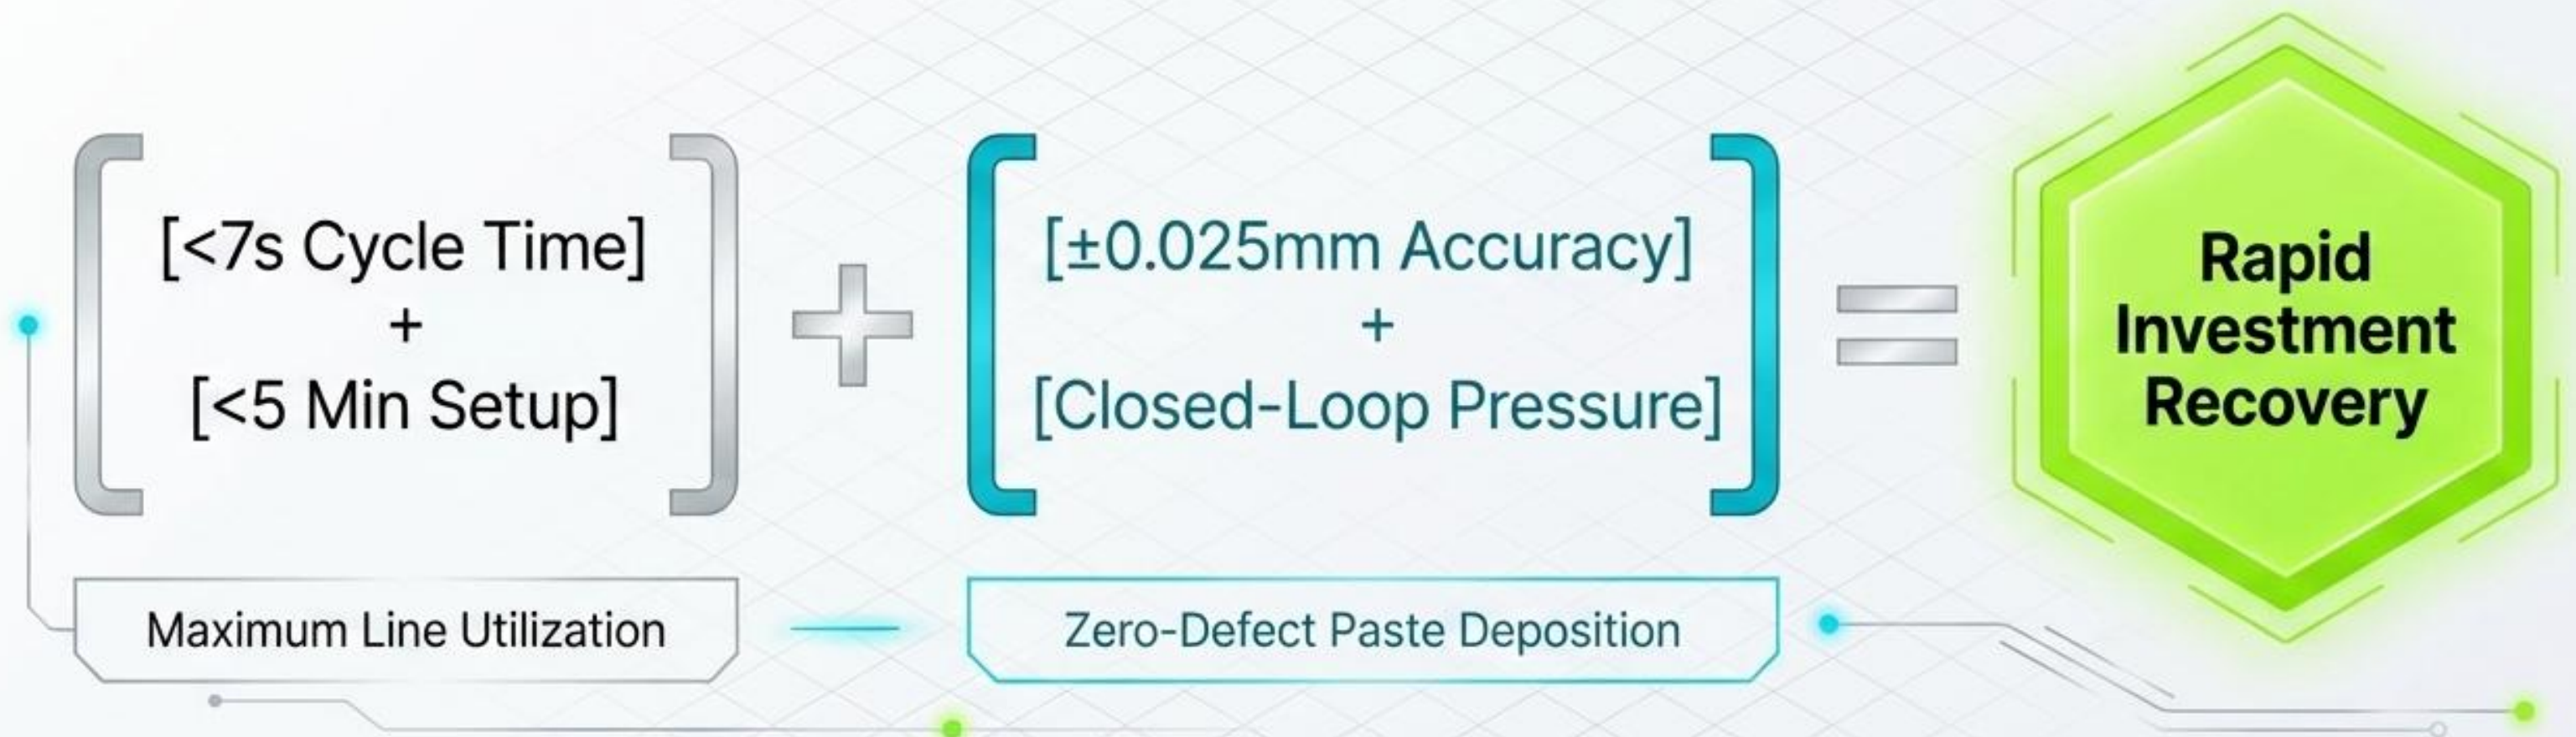 [<7s Cycle Time]
+
[<5 Min Setup]
+
[±0.025mm Accuracy]
+
[Closed-Loop Pressure]
=
Rapid
Investment
Recovery
Maximum Line Utilization
Zero-Defect Paste Deposition